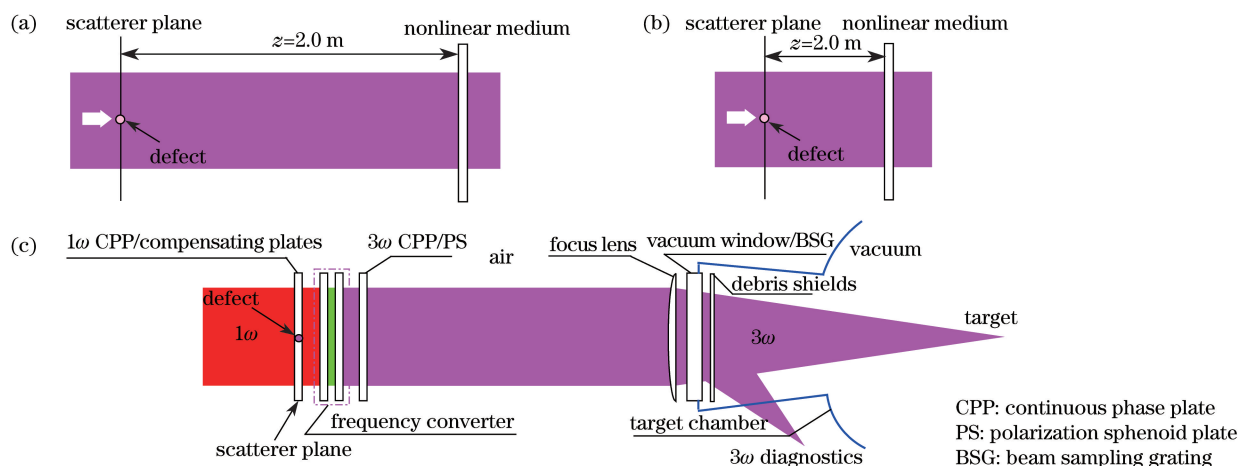 (a)
scatterer plane
z=2.0 m
nonlinear medium
defect
(b)
scatterer plane
z=2.0 m
nonlinear medium
defect
(c)
1ω CPP/compensating plates
3ω CPP/PS
air
focus lens
vacuum window/BSG
vacuum
debris shields
defect
1ω
3ω
target
frequency converter
scatterer plane
target chamber
3ω diagnostics
CPP: continuous phase plate
PS: polarization sphenoid plate
BSG: beam sampling grating